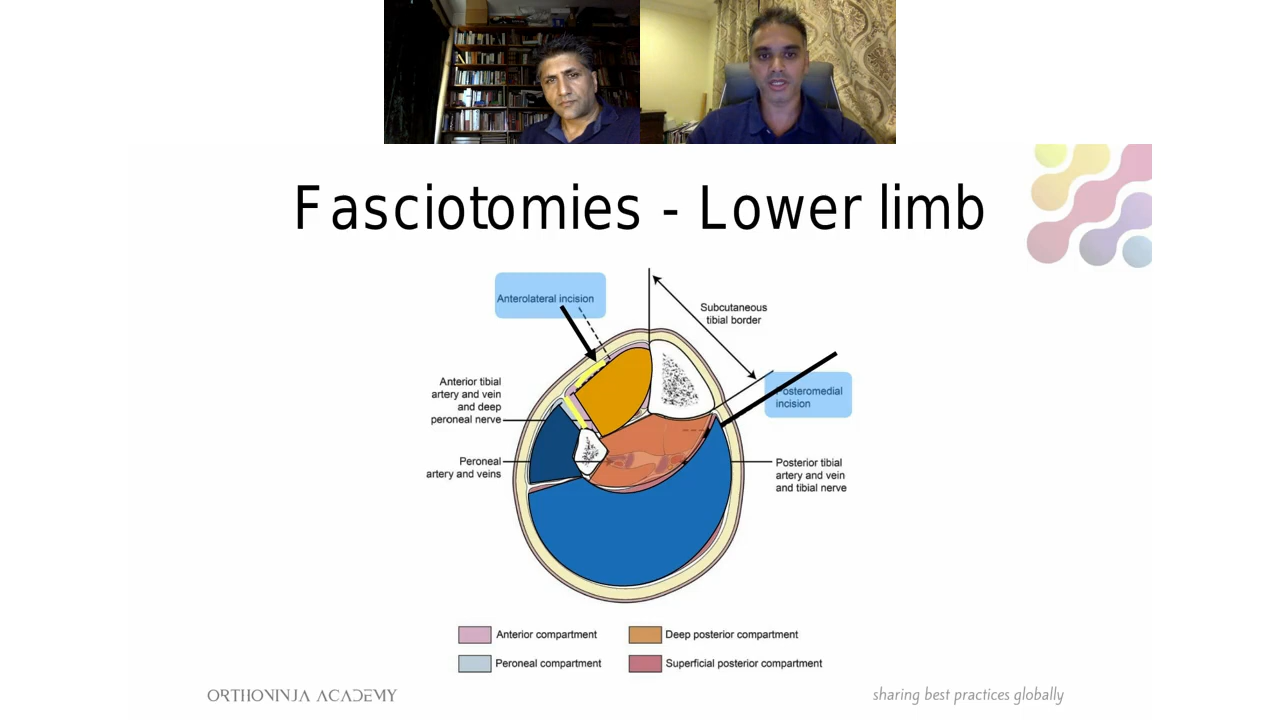 Fasciotomies - Lower limb
Anterolateral incision
Subcutaneous
tibial border
Anterior tibial
artery and vein
and deep
peroneal nerve
Posteromedial
incision
Peroneal
artery and veins
Posterior tibial
artery and vein
and tibial nerve
Anterior compartment
Deep posterior compartment
Peroneal compartment
Superficial posterior compartment
ORTHONINJA ACADEMY
sharing best practices globally